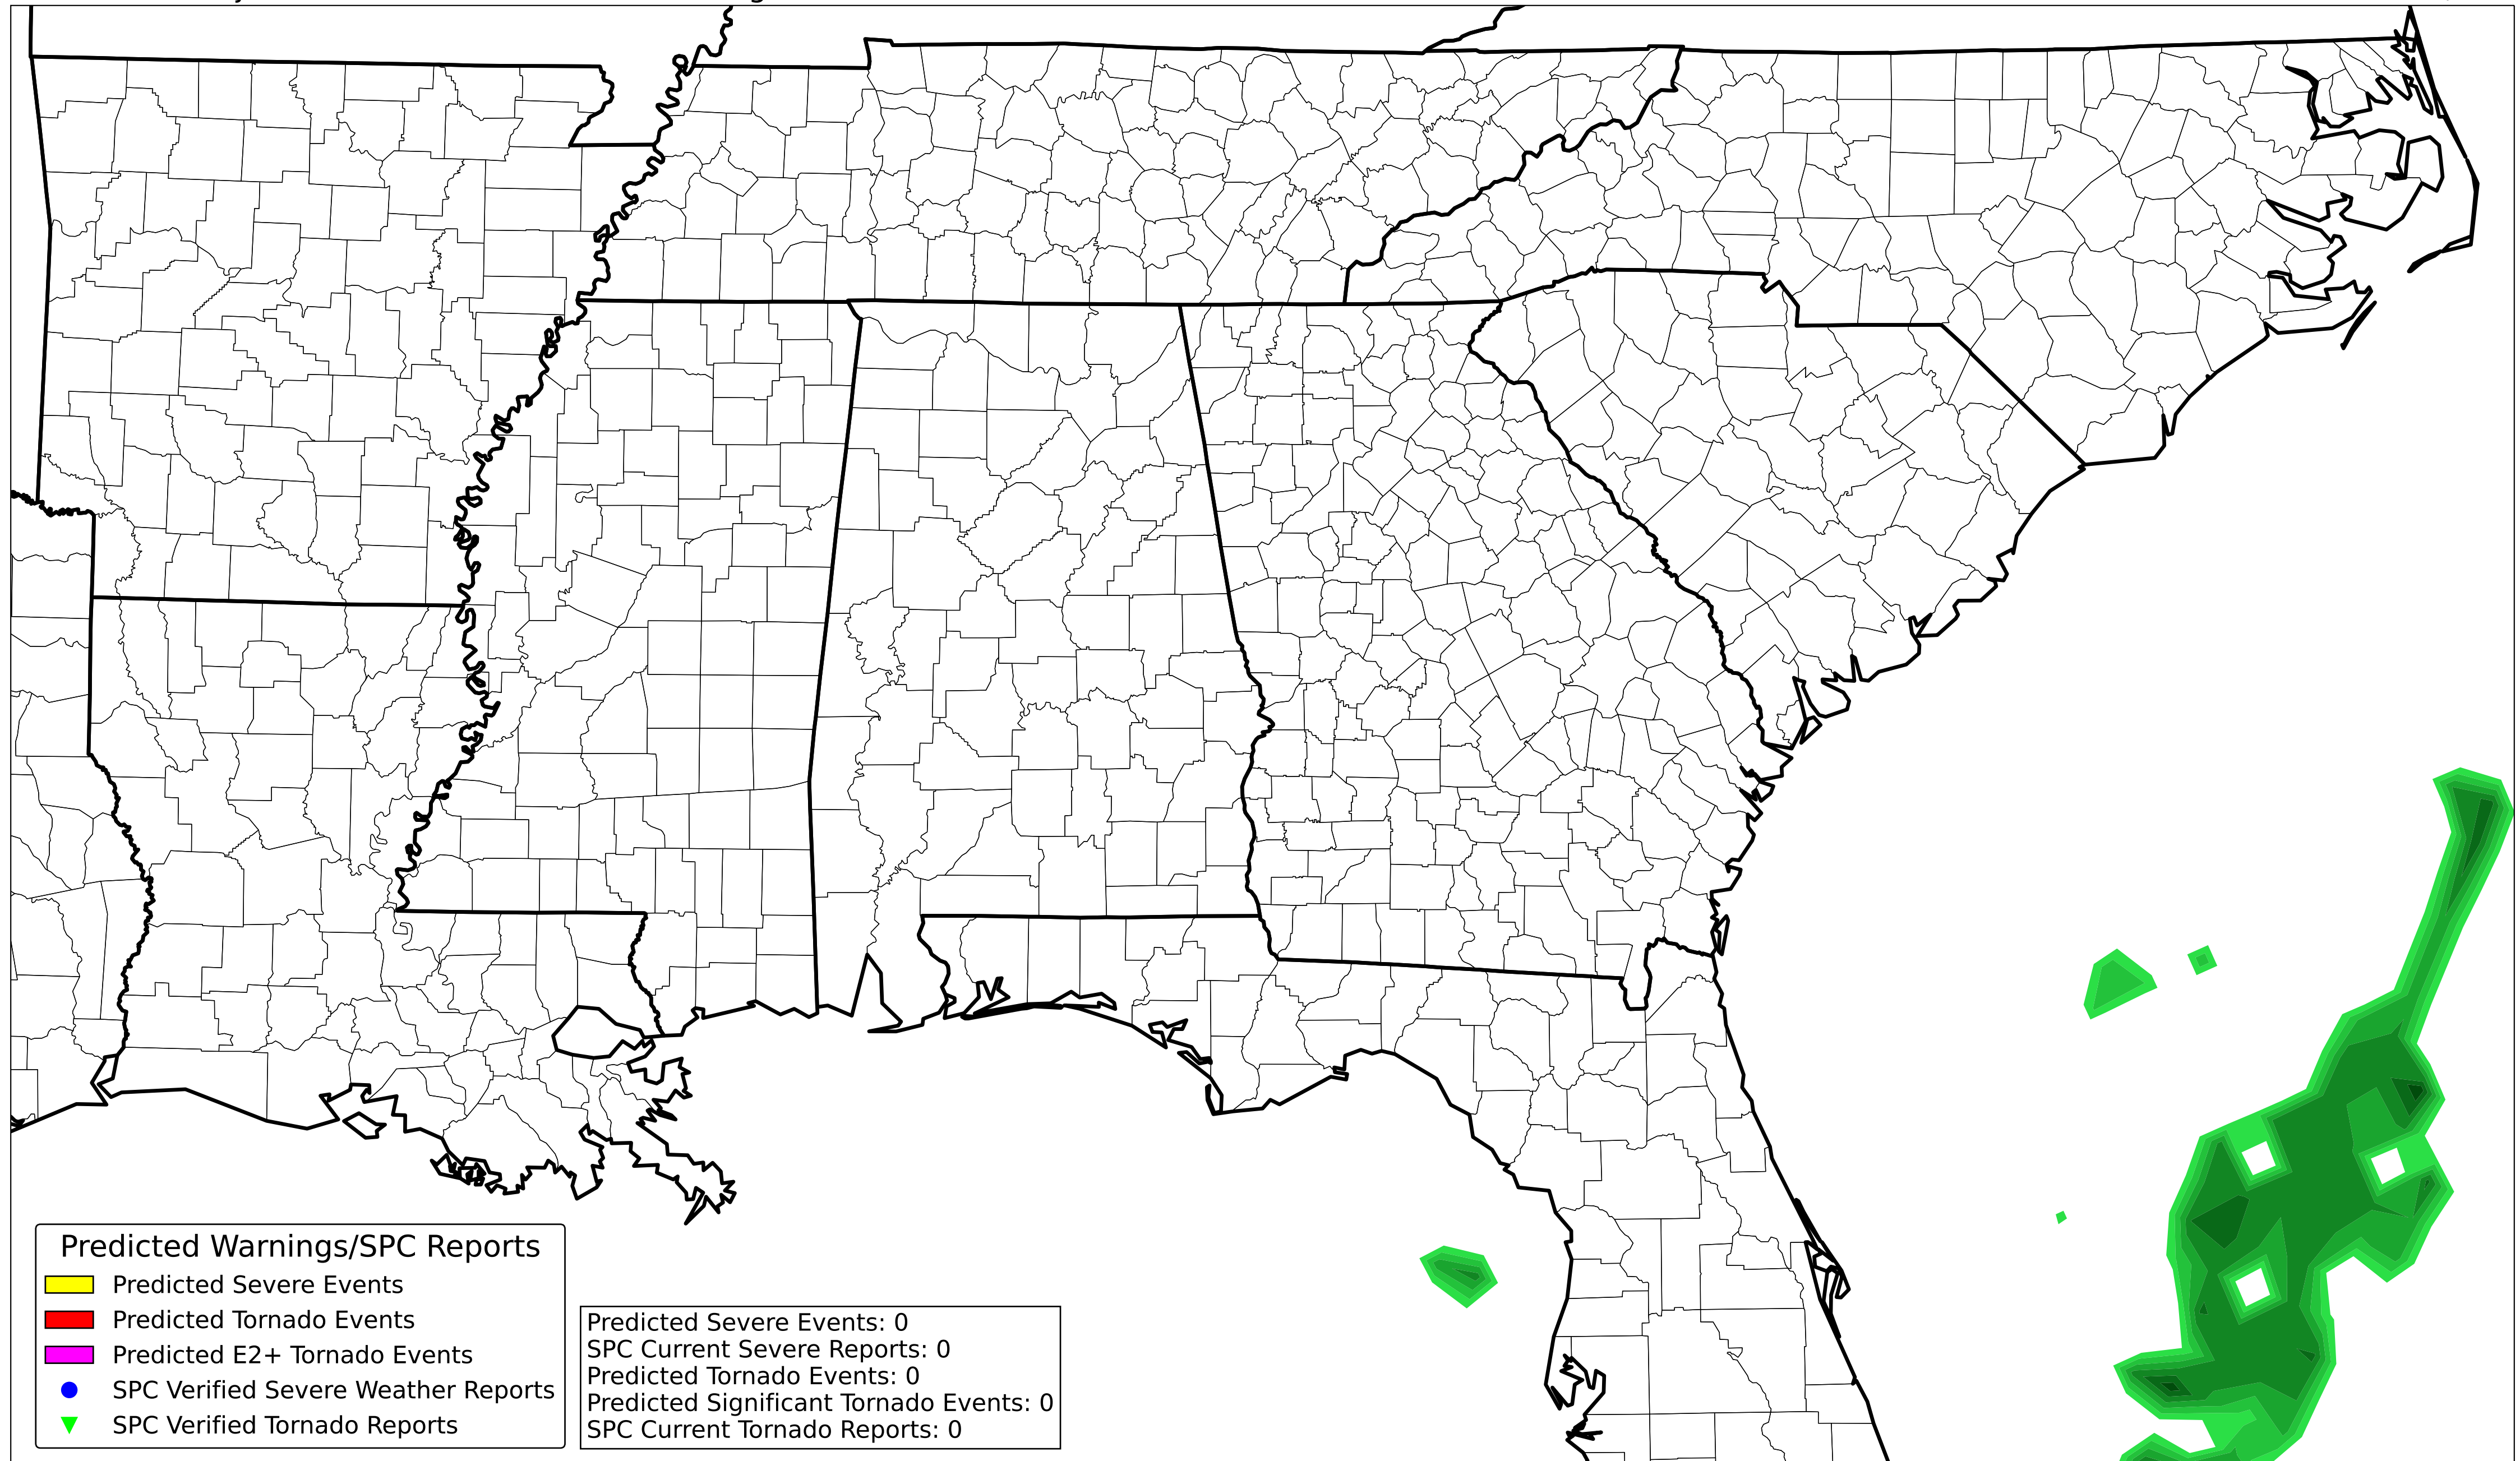 Predicted Warnings/SPC Reports
Predicted Severe Events
Predicted Tornado Events
Predicted E2+ Tornado Events
SPC Verified Severe Weather Reports
SPC Verified Tornado Reports
Predicted Severe Events: 0
SPC Current Severe Reports: 0
Predicted Tornado Events: 0
Predicted Significant Tornado Events: 0
SPC Current Tornado Reports: 0